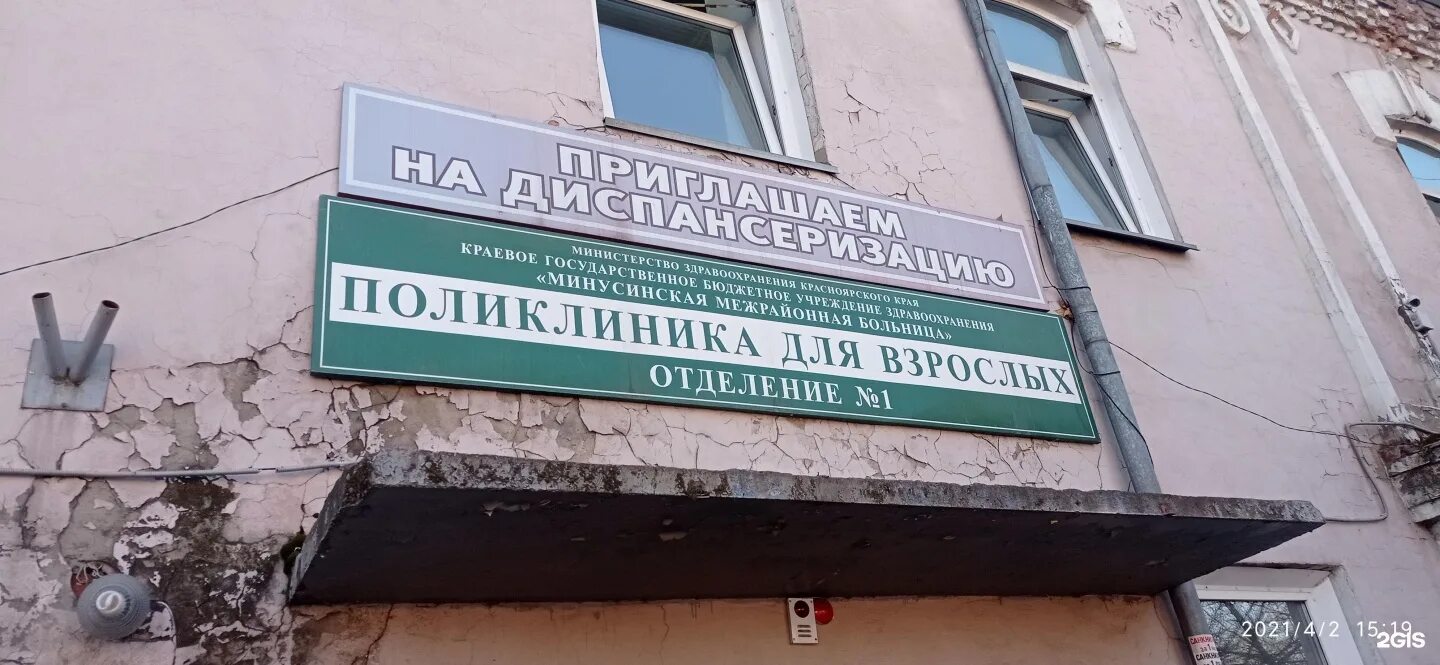 ПРИГЛАШАЕМ
НА ДИСПАНСЕРИЗАЦИЮ
МИНИСТЕРСТВО ЗДРАВООХРАНЕНИЯ КРАСНОЯРСКОГО КРАЯ
КРАЕВОЕ ГОСУДАРСТВЕННОЕ БЮДЖЕТНОЕ УЧРЕЖДЕНИЕ ЗДРАВООХРАНЕНИЯ
«МИНУСИНСКАЯ МЕЖРАЙОННАЯ БОЛЬНИЦА»
ПОЛИКЛИНИКА ДЛЯ ВЗРОСЛЫХ
ОТДЕЛЕНИЕ №1
2021/4/2 15:19
2GIS